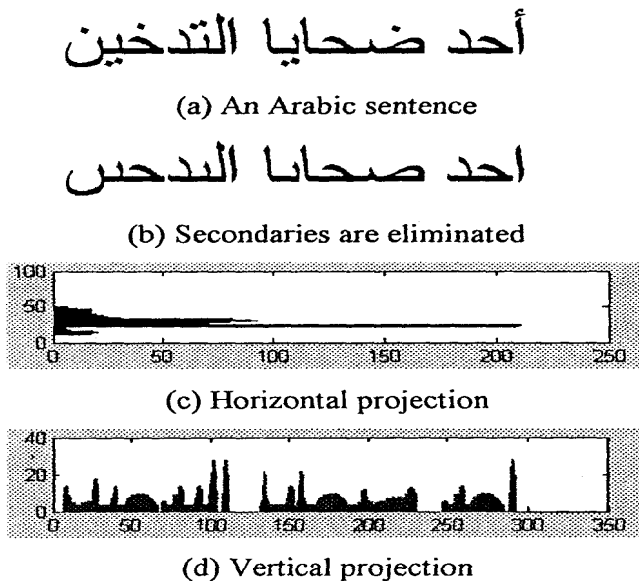 أحد ضحايا التدخين
(a) An Arabic sentence
احد صحاىا الىدحىں
(b) Secondaries are eliminated
100
50
0
0 50 100 150 200 250
(c) Horizontal projection
40
20
0
0 50 100 150 200 250 300 350
(d) Vertical projection